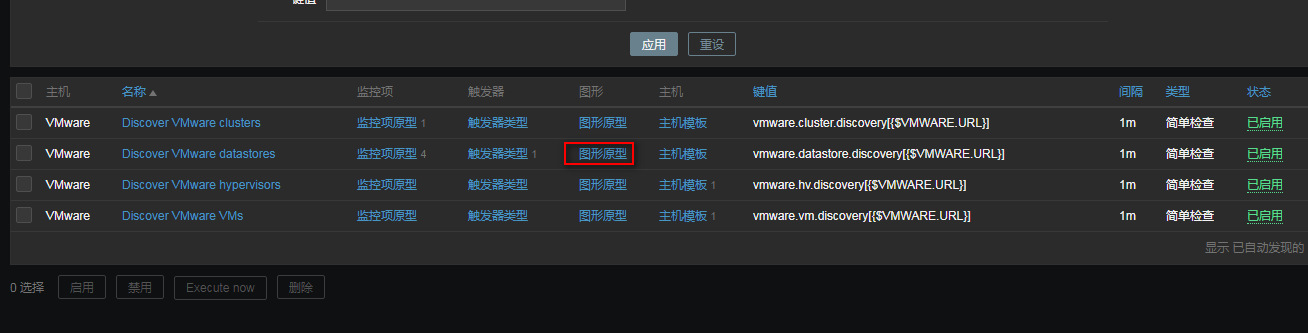 键值
应用 重设
主机 名称 监控项 触发器 图形 主机 键值 间隔 类型 状态
VMware Discover VMware clusters 监控项原型 1 触发器类型 图形原型 主机模板 vmware.cluster.discovery[{$VMWARE.URL}] 1m 简单检查 已启用
VMware Discover VMware datastores 监控项原型 4 触发器类型 1 图形原型 主机模板 vmware.datastore.discovery[{$VMWARE.URL}] 1m 简单检查 已启用
VMware Discover VMware hypervisors 监控项原型 触发器类型 图形原型 主机模板 1 vmware.hv.discovery[{$VMWARE.URL}] 1m 简单检查 已启用
VMware Discover VMware VMs 监控项原型 触发器类型 图形原型 主机模板 1 vmware.vm.discovery[{$VMWARE.URL}] 1m 简单检查 已启用
显示 已自动发现的
0 选择 启用 禁用 Execute now 删除